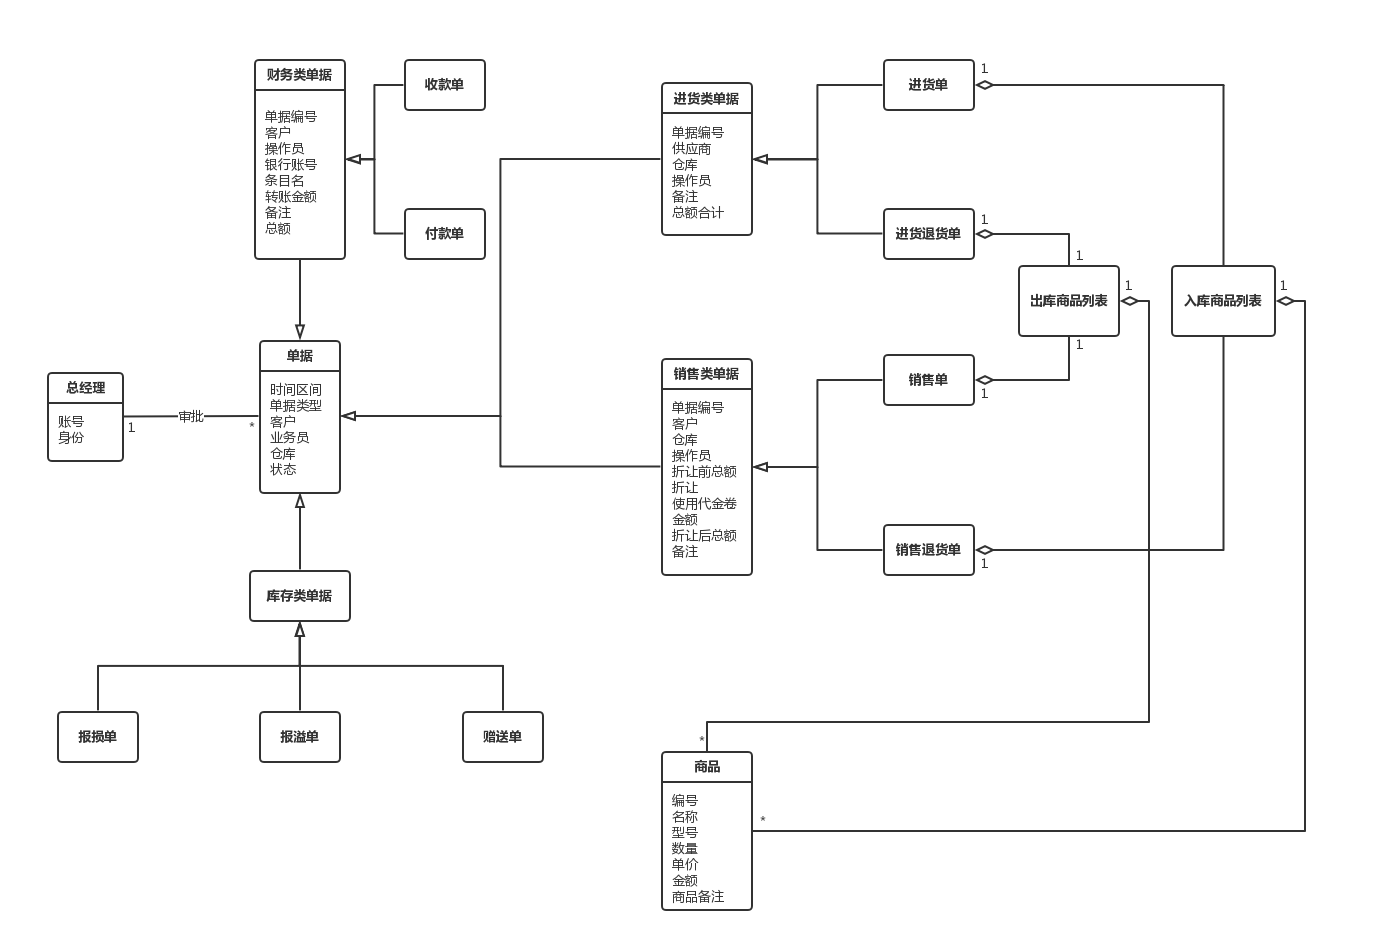 财务类单据
单据编号
客户
操作员
银行账号
条目名
转账金额
备注
总额
收款单
付款单
进货类单据
单据编号
供应商
仓库
操作员
备注
总额合计
进货单
1
进货退货单
1
1
出库商品列表
1
1
入库商品列表
1
总经理
账号
身份
1
审批
*
单据
时间区间
单据类型
客户
业务员
仓库
状态
销售类单据
单据编号
客户
仓库
操作员
折让前总额
折让
使用代金卷
金额
折让后总额
备注
销售单
1
销售退货单
1
库存类单据
报损单
报溢单
赠送单
*
商品
编号
名称
型号
数量
单价
金额
商品备注
*